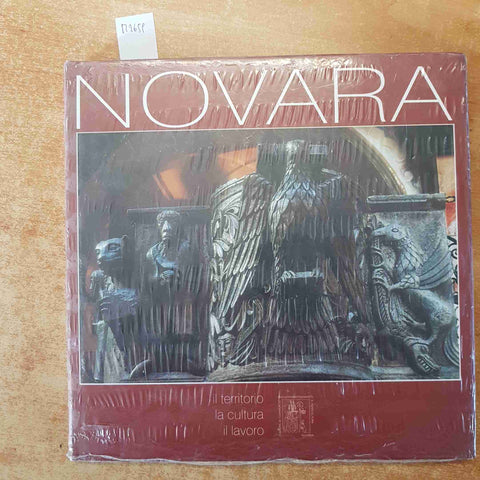 NOVARA
il territorio
la cultura
il lavoro